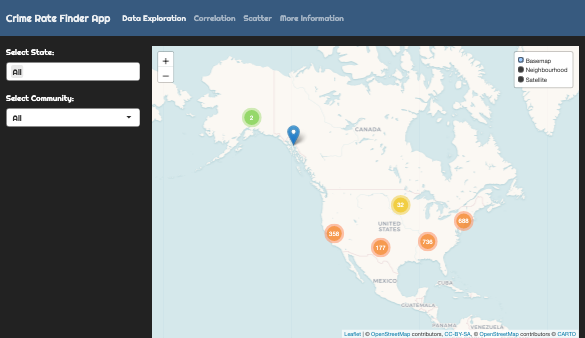 Crime Rate Finder App
Data Exploration
Correlation
Scatter
More Information
Select State:
All
Select Community:
All
+
−
Basemap
Neighbourhood
Satellite
2
CANADA
32
688
UNITED
STATES
358
736
177
MEXICO
CUBA
GUATEMALA
PANAMA
VENEZUELA
Leaflet | © OpenStreetMap contributors, CC-BY-SA, © OpenStreetMap contributors © CARTO